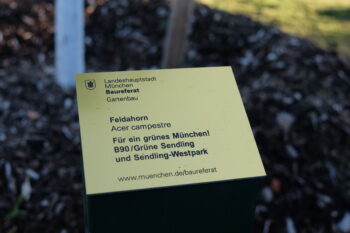 Landeshauptstadt
München
Baureferat
Gartenbau
Feldahorn
Acer campestre
Für ein grünes München!
B90/Grüne Sendling
und Sendling-Westpark
www.muenchen.de/baureferat